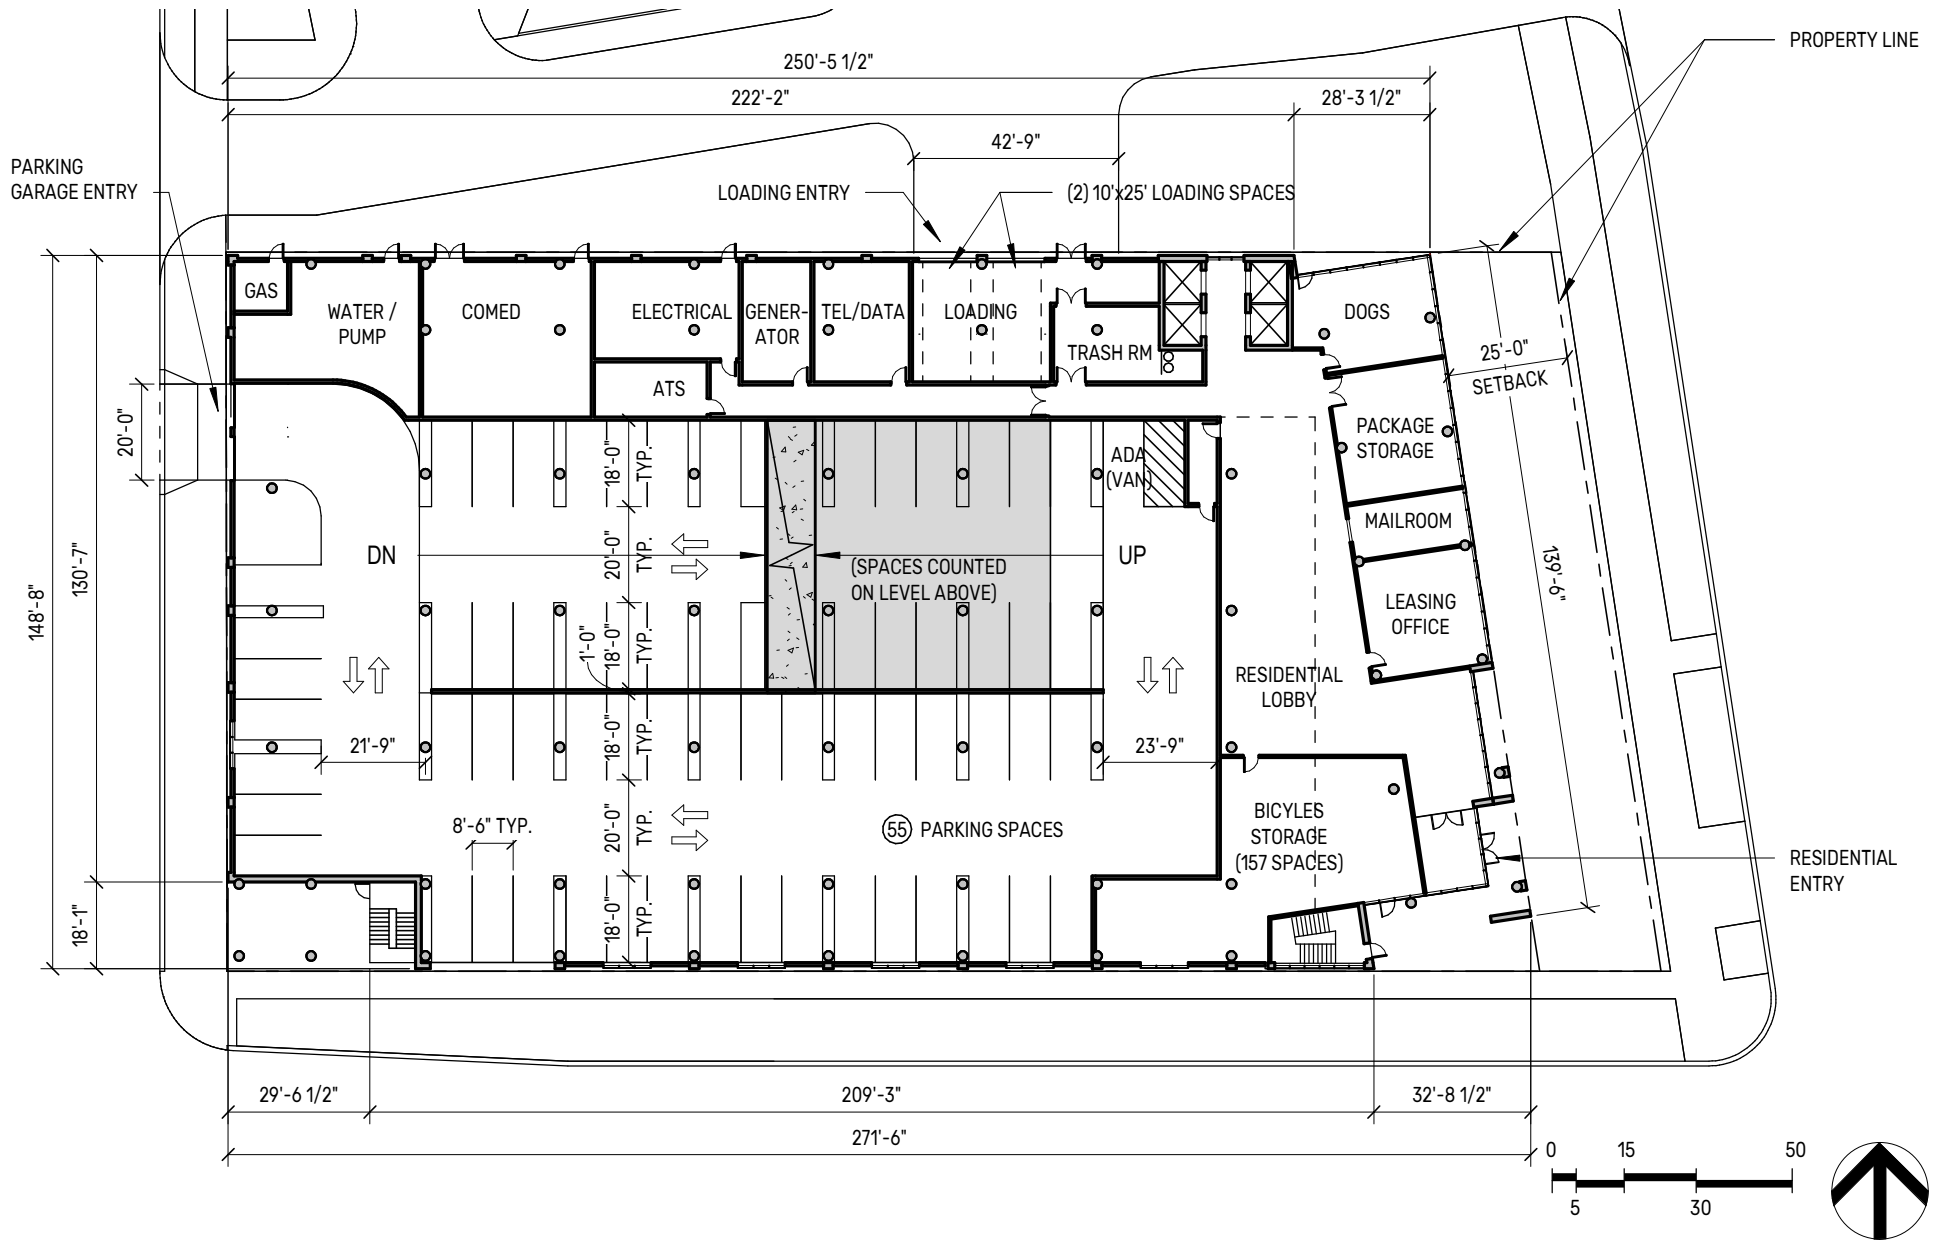 PROPERTY LINE
250'-5 1/2"
222'-2"
28'-3 1/2"
42'-9"
PARKING
GARAGE ENTRY
LOADING ENTRY
(2) 10'x25' LOADING SPACES
GAS
WATER /
PUMP
COMED
ELECTRICAL
GENER-
ATOR
TEL/DATA
LOADING
TRASH RM
DOGS
ATS
25'-0"
SETBACK
20'-0"
18'-0"
TYP.
ADA
(VAN)
PACKAGE
STORAGE
MAILROOM
DN
20'-0"
TYP.
(SPACES COUNTED
ON LEVEL ABOVE)
UP
130'-7"
148'-8"
139'-6"
LEASING
OFFICE
1'-0"
18'-0"
TYP.
RESIDENTIAL
LOBBY
21'-9"
18'-0"
TYP.
23'-9"
8'-6" TYP.
20'-0"
TYP.
55 PARKING SPACES
BICYLES
STORAGE
(157 SPACES)
RESIDENTIAL
ENTRY
18'-1"
18'-0"
TYP.
29'-6 1/2"
209'-3"
32'-8 1/2"
271'-6"
0 15 50
5 30